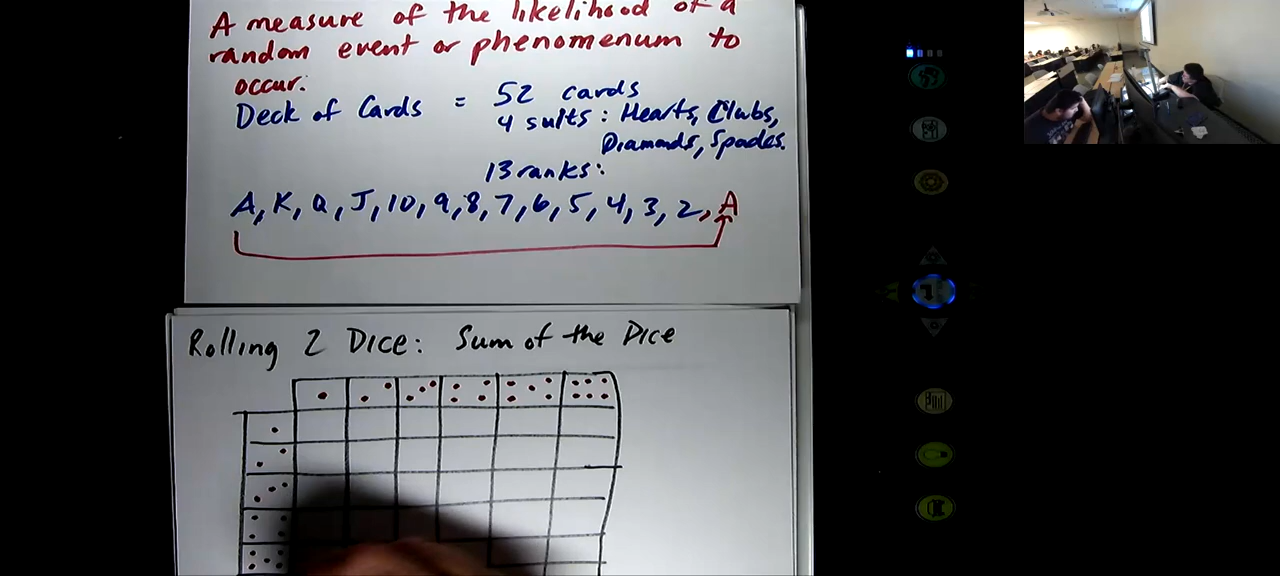 A measure of the likelihood of a
random event or phenomenum to
occur.
Deck of Cards = 52 cards
4 suits: Hearts, Clubs,
Diamonds, Spades.
13 ranks:
A, K, Q, J, 10, 9, 8, 7, 6, 5, 4, 3, 2, A
Rolling 2 Dice: Sum of the Dice